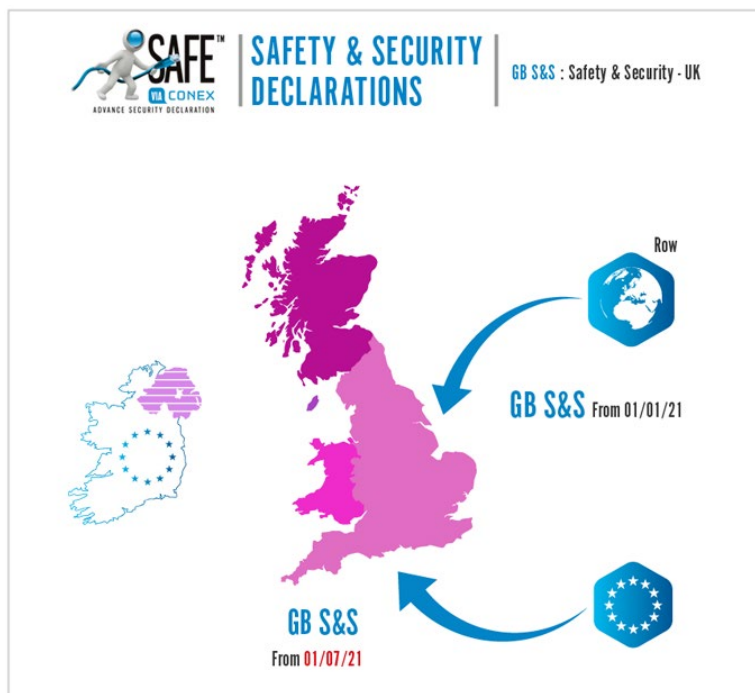 SAFE™
VIA CONEX
ADVANCE SECURITY DECLARATION
SAFETY & SECURITY
DECLARATIONS
GB S&S : Safety & Security - UK
Row
GB S&S From 01/01/21
GB S&S
From 01/07/21